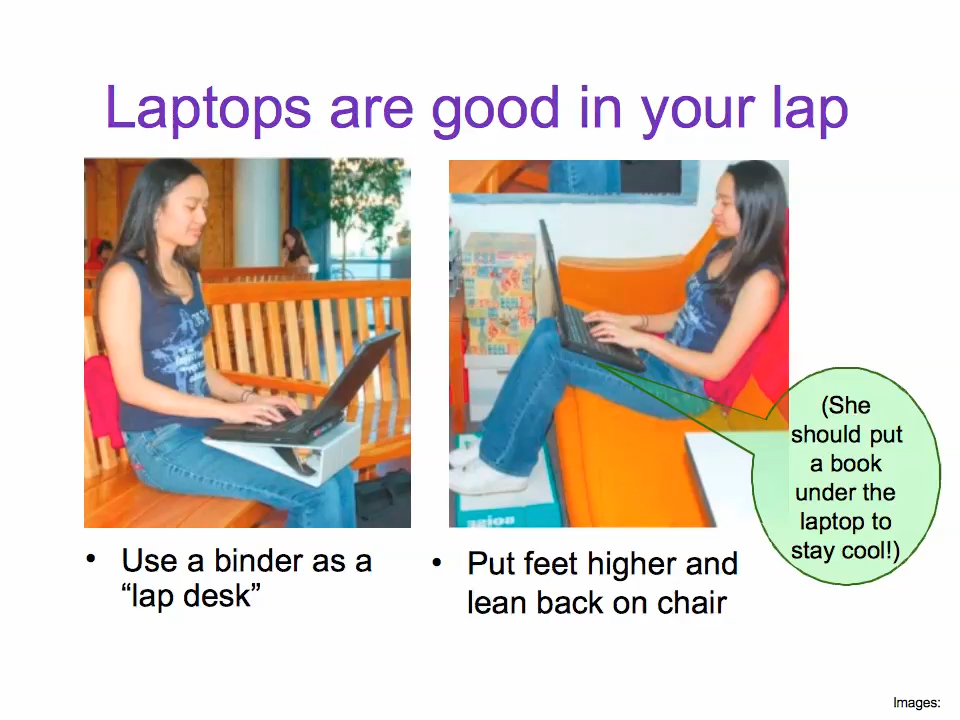 Laptops are good in your lap
(She
should put
a book
under the
laptop to
stay cool!)
• Use a binder as a
“lap desk”
• Put feet higher and
lean back on chair
Images: